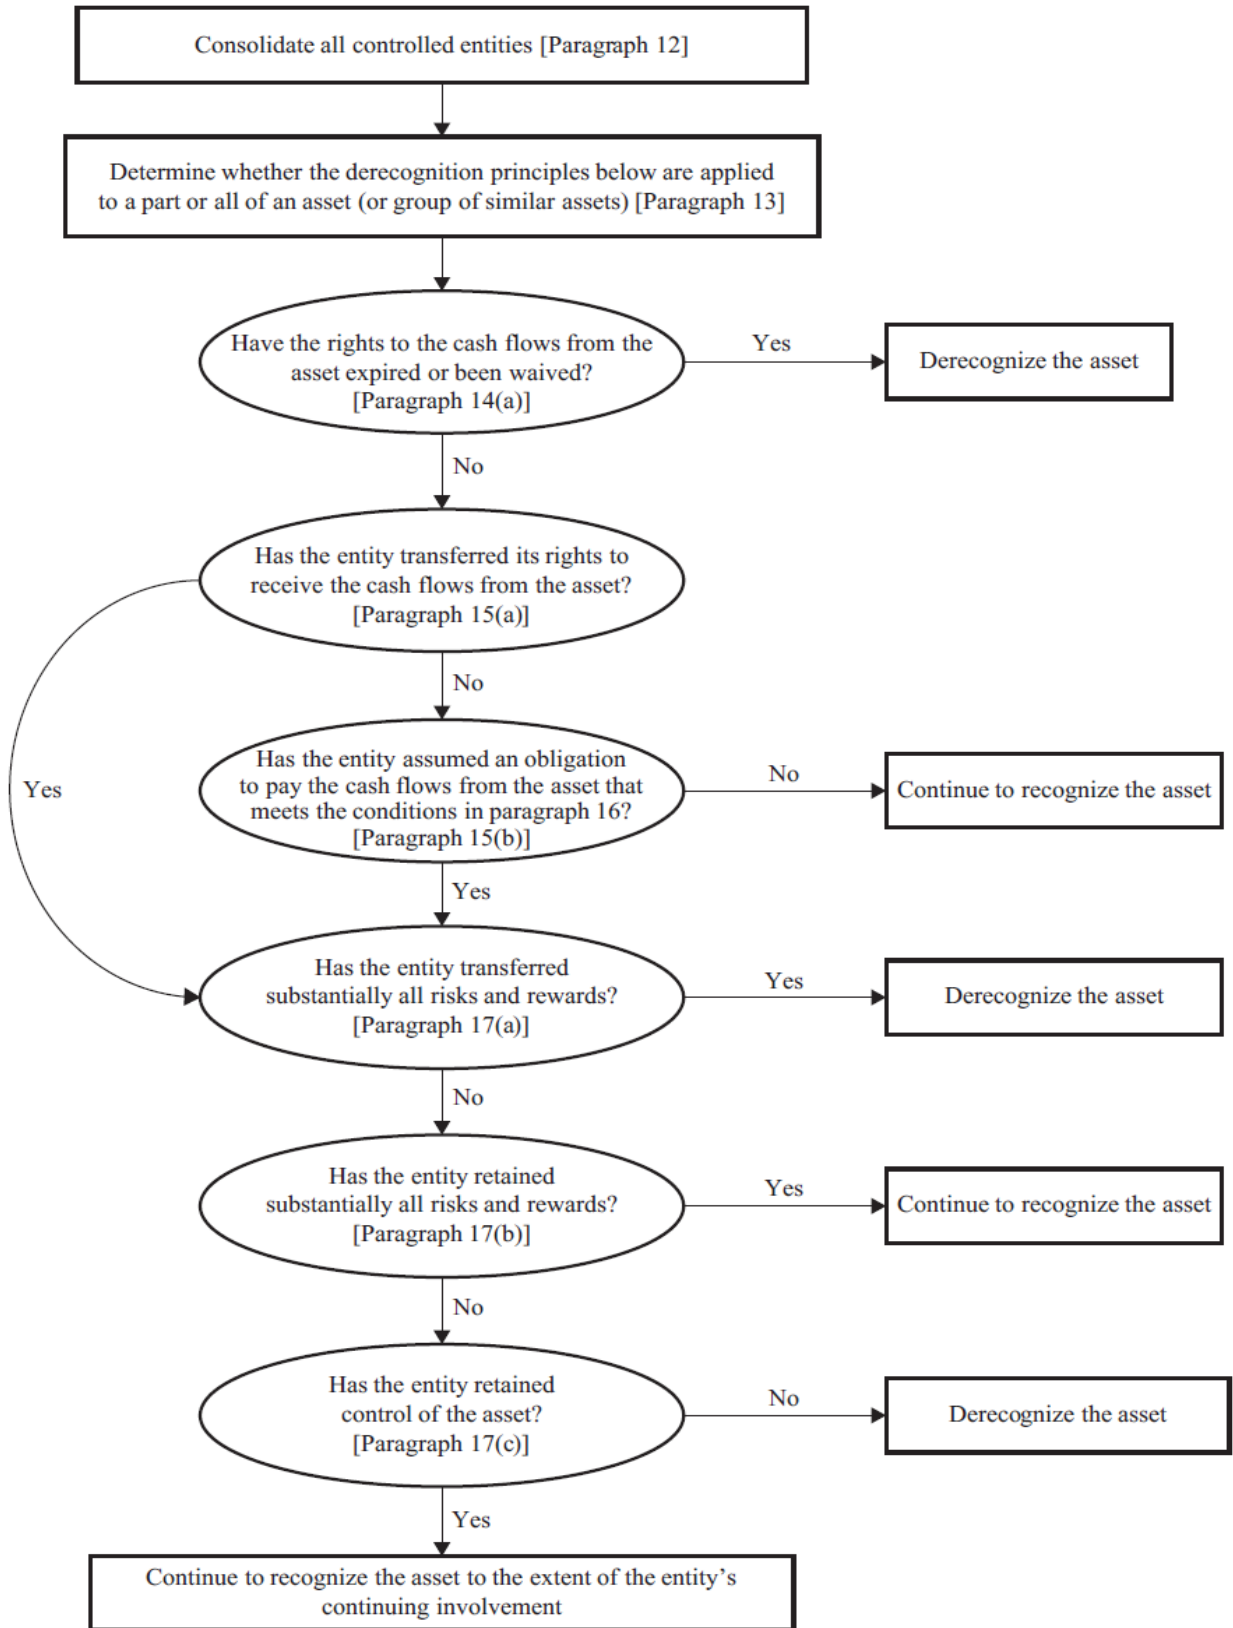 Consolidate all controlled entities [Paragraph 12]
Determine whether the derecognition principles below are applied
to a part or all of an asset (or group of similar assets) [Paragraph 13]
Have the rights to the cash flows from the
asset expired or been waived?
[Paragraph 14(a)]
Yes
Derecognize the asset
No
Has the entity transferred its rights to
receive the cash flows from the asset?
[Paragraph 15(a)]
Yes
No
Has the entity assumed an obligation
to pay the cash flows from the asset that
meets the conditions in paragraph 16?
[Paragraph 15(b)]
No
Continue to recognize the asset
Yes
Has the entity transferred
substantially all risks and rewards?
[Paragraph 17(a)]
Yes
Derecognize the asset
No
Has the entity retained
substantially all risks and rewards?
[Paragraph 17(b)]
Yes
Continue to recognize the asset
No
Has the entity retained
control of the asset?
[Paragraph 17(c)]
No
Derecognize the asset
Yes
Continue to recognize the asset to the extent of the entity's
continuing involvement